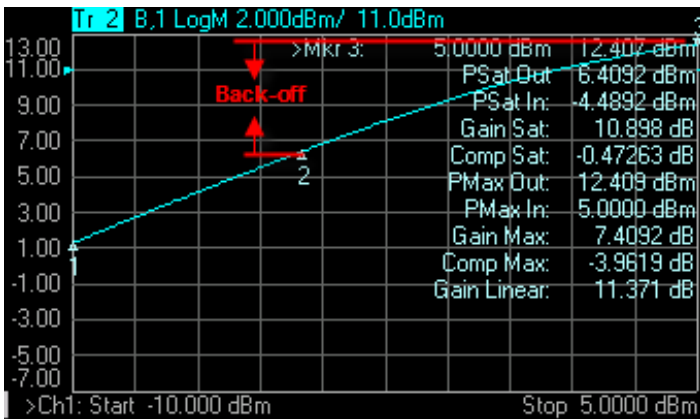 Tr 2 B,1 LogM 2.000dBm/ 11.0dBm
3
13.00 >Mkr 3: 5.0000 dBm 12.407 dBm
11.00 PSat Out 6.4092 dBm
Back-off
9.00 PSat In: -4.4892 dBm
7.00 Gain Sat: 10.898 dB
Comp Sat: -0.47263 dB
5.00 2 PMax Out: 12.409 dBm
3.00 PMax In: 5.0000 dBm
1.00 Gain Max: 7.4092 dB
1 Comp Max: -3.9619 dB
-1.00 Gain Linear: 11.371 dB
-3.00
-5.00
-7.00
>Ch1: Start -10.000 dBm Stop 5.0000 dBm